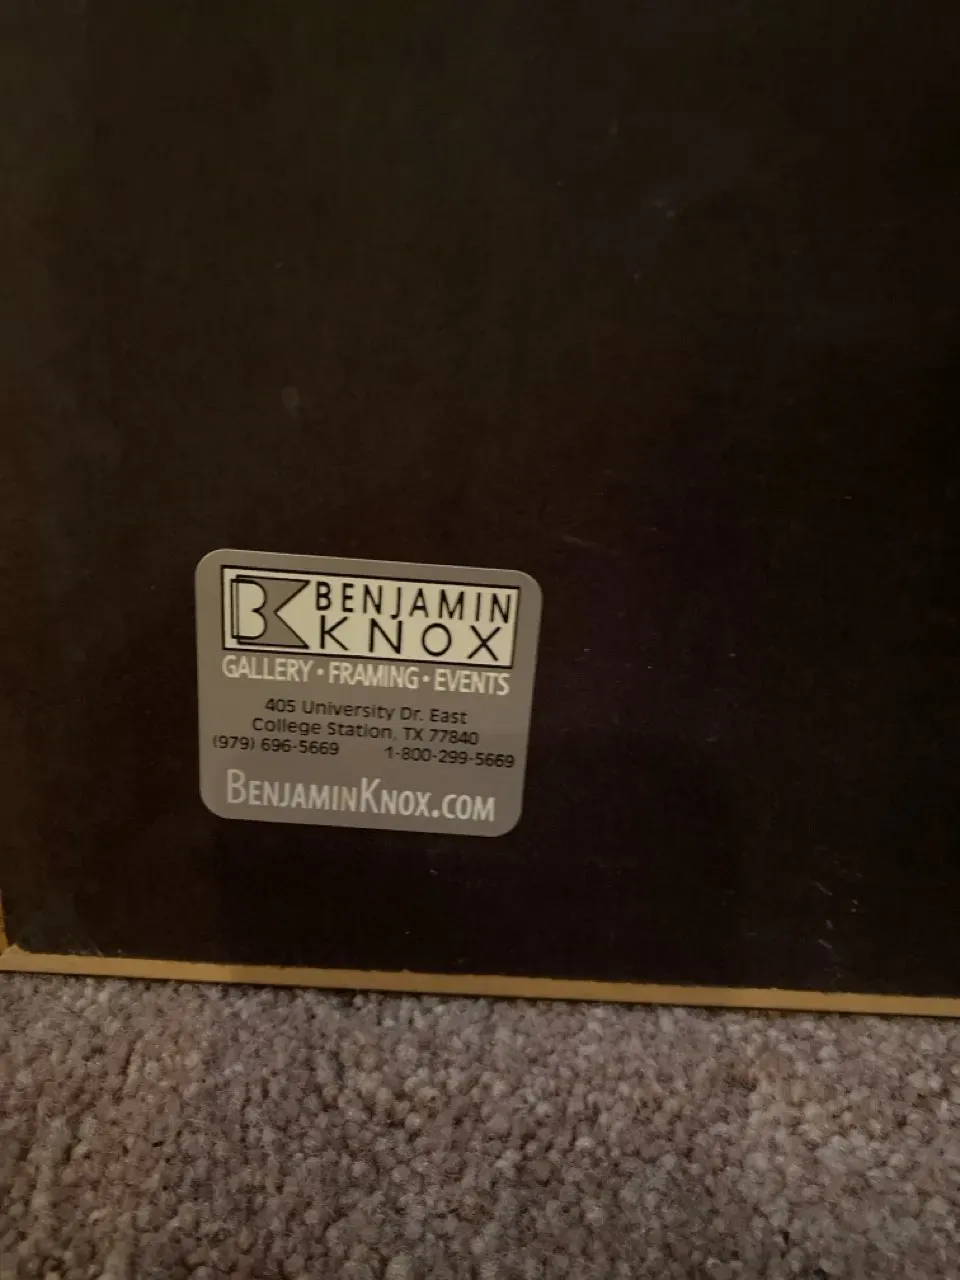 BK BENJAMIN
KNOX
GALLERY • FRAMING • EVENTS
405 University Dr. East
College Station, TX 77840
(979) 696-5669 1-800-299-5669
BENJAMINKNOX.COM